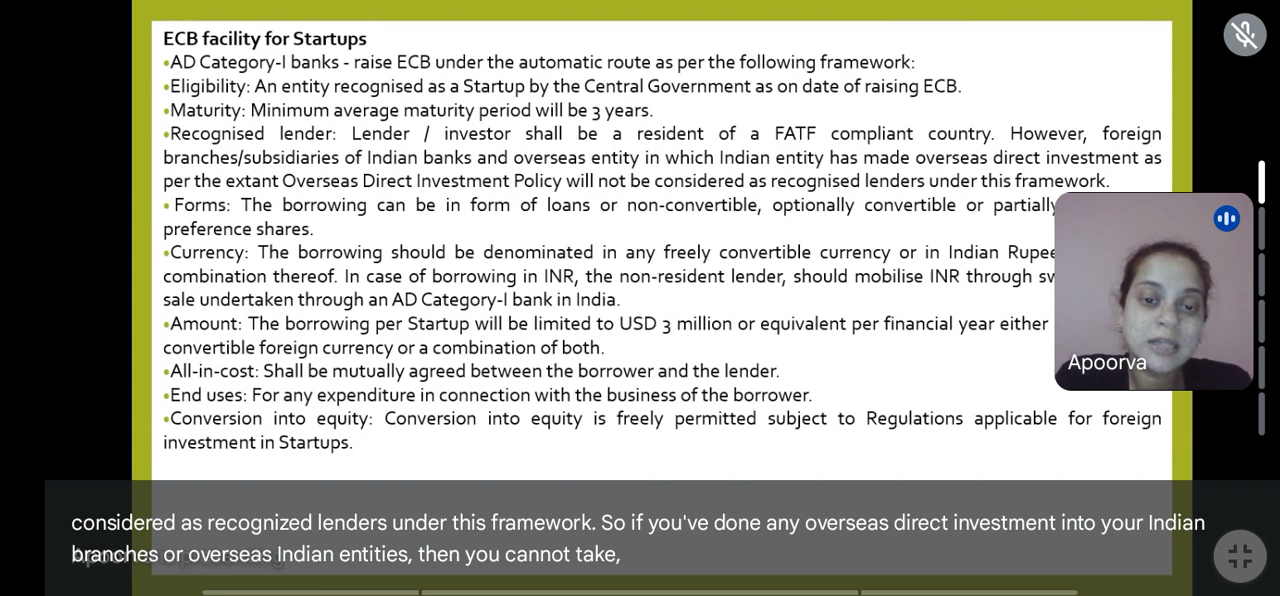 ECB facility for Startups
•AD Category-I banks - raise ECB under the automatic route as per the following framework:
•Eligibility: An entity recognised as a Startup by the Central Government as on date of raising ECB.
•Maturity: Minimum average maturity period will be 3 years.
•Recognised lender: Lender / investor shall be a resident of a FATF compliant country. However, foreign
branches/subsidiaries of Indian banks and overseas entity in which Indian entity has made overseas direct investment as
per the extant Overseas Direct Investment Policy will not be considered as recognised lenders under this framework.
• Forms: The borrowing can be in form of loans or non-convertible, optionally convertible or partially
preference shares.
•Currency: The borrowing should be denominated in any freely convertible currency or in Indian
combination thereof. In case of borrowing in INR, the non-resident lender, should mobilise INR through
sale undertaken through an AD Category-I bank in India.
•Amount: The borrowing per Startup will be limited to USD 3 million or equivalent per financial year either
convertible foreign currency or a combination of both.
•All-in-cost: Shall be mutually agreed between the borrower and the lender.
•End uses: For any expenditure in connection with the business of the borrower.
•Conversion into equity: Conversion into equity is freely permitted subject to Regulations applicable for foreign
investment in Startups.
Apoorva
considered as recognized lenders under this framework. So if you've done any overseas direct investment into your Indian
branches or overseas Indian entities, then you cannot take,